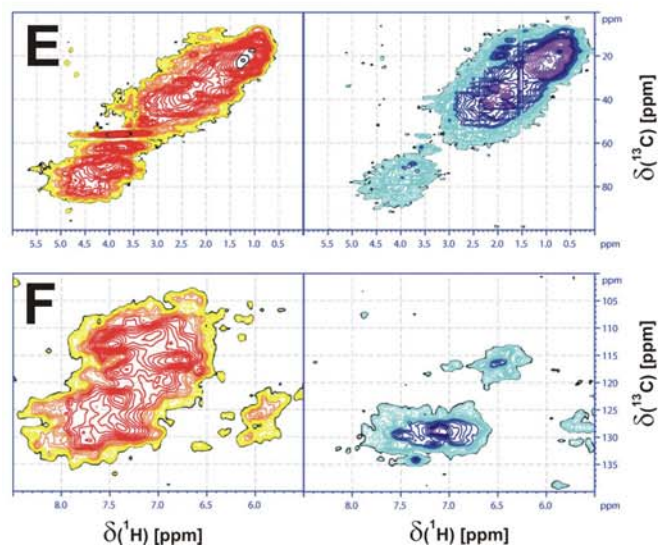 E
ppm
20
40
60
80
δ(¹³C) [ppm]
5.5 5.0 4.5 4.0 3.5 3.0 2.5 2.0 1.5 1.0 ppm
5.5 5.0 4.5 4.0 3.5 3.0 2.5 2.0 1.5 1.0 0.5 ppm
F
ppm
105
110
115
120
125
130
135
δ(¹³C) [ppm]
8.0 7.5 7.0 6.5 6.0
8.0 7.5 7.0 6.5 6.0 ppm
δ(¹H) [ppm]
δ(¹H) [ppm]